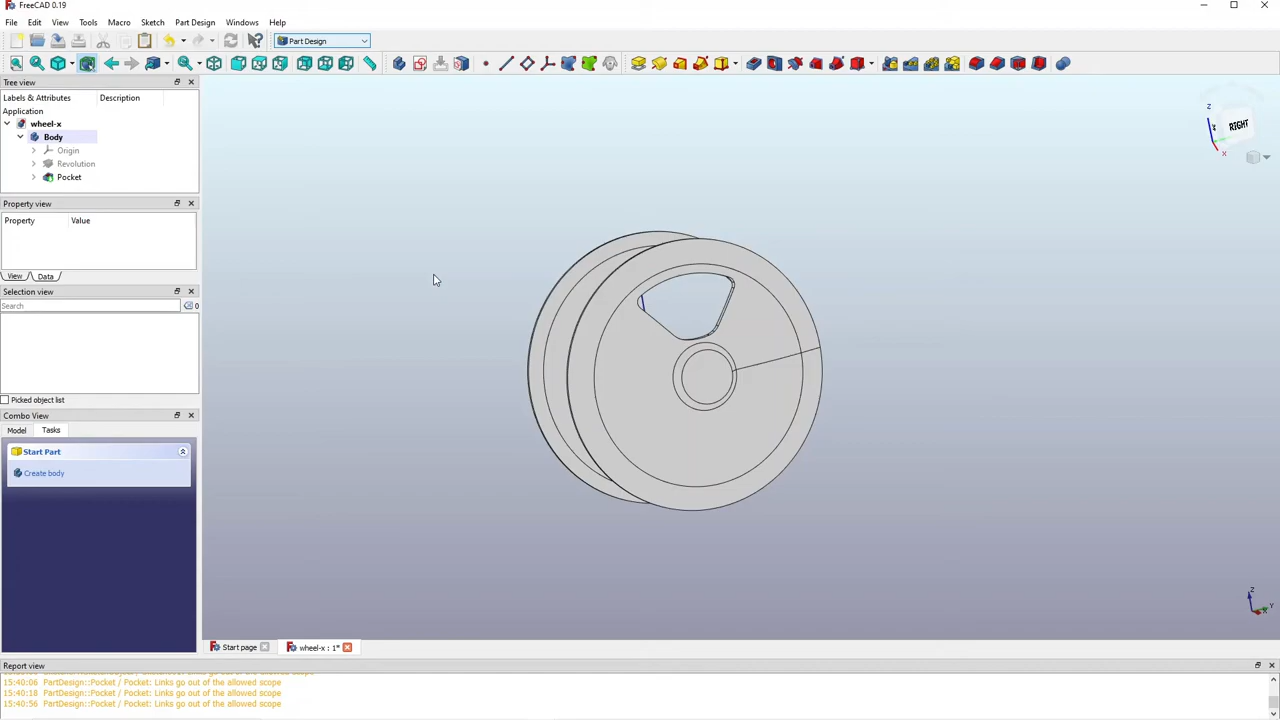 FreeCAD 0.19
File Edit View Tools Macro Sketch Part Design Windows Help
Part Design
Tree view
Labels & Attributes Description
Application
wheel-x
Body
Origin
Revolution
Pocket
Property view
Property Value
View Data
Selection view
Search
0
Picked object list
Combo View
Model Tasks
Start Part
Create body
Z
RIGHT
X
Z
Y
X
Start page wheel-x : 1*
Report view
15:40:06 PartDesign::Pocket / Pocket: Links go out of the allowed scope
15:40:18 PartDesign::Pocket / Pocket: Links go out of the allowed scope
15:40:56 PartDesign::Pocket / Pocket: Links go out of the allowed scope